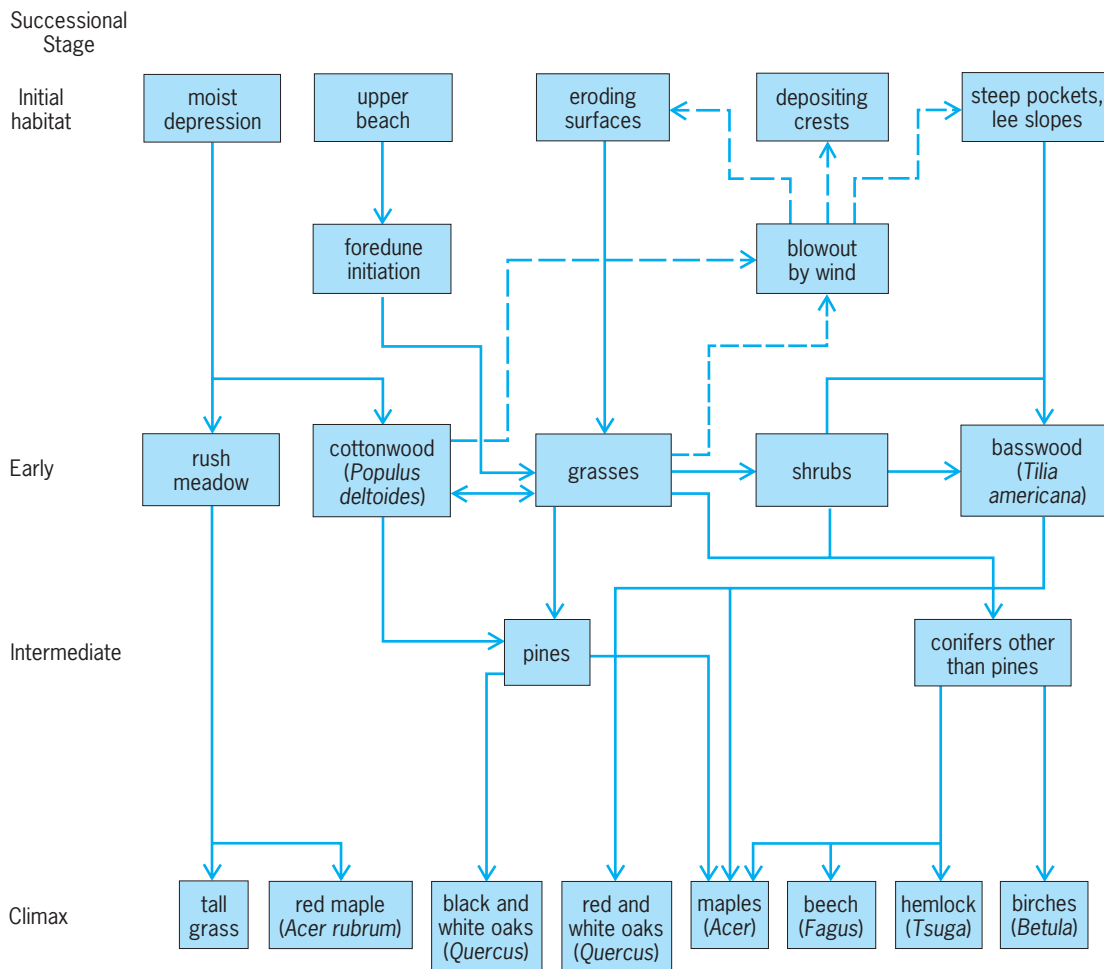 Successional
Stage
Initial
habitat
moist
depression
upper
beach
eroding
surfaces
depositing
crests
steep pockets,
lee slopes
foredune
initiation
blowout
by wind
Early
rush
meadow
cottonwood
(Populus
deltoides)
grasses
shrubs
basswood
(Tilia
americana)
Intermediate
pines
conifers other
than pines
Climax
tall
grass
red maple
(Acer rubrum)
black and
white oaks
(Quercus)
red and
white oaks
(Quercus)
maples
(Acer)
beech
(Fagus)
hemlock
(Tsuga)
birches
(Betula)